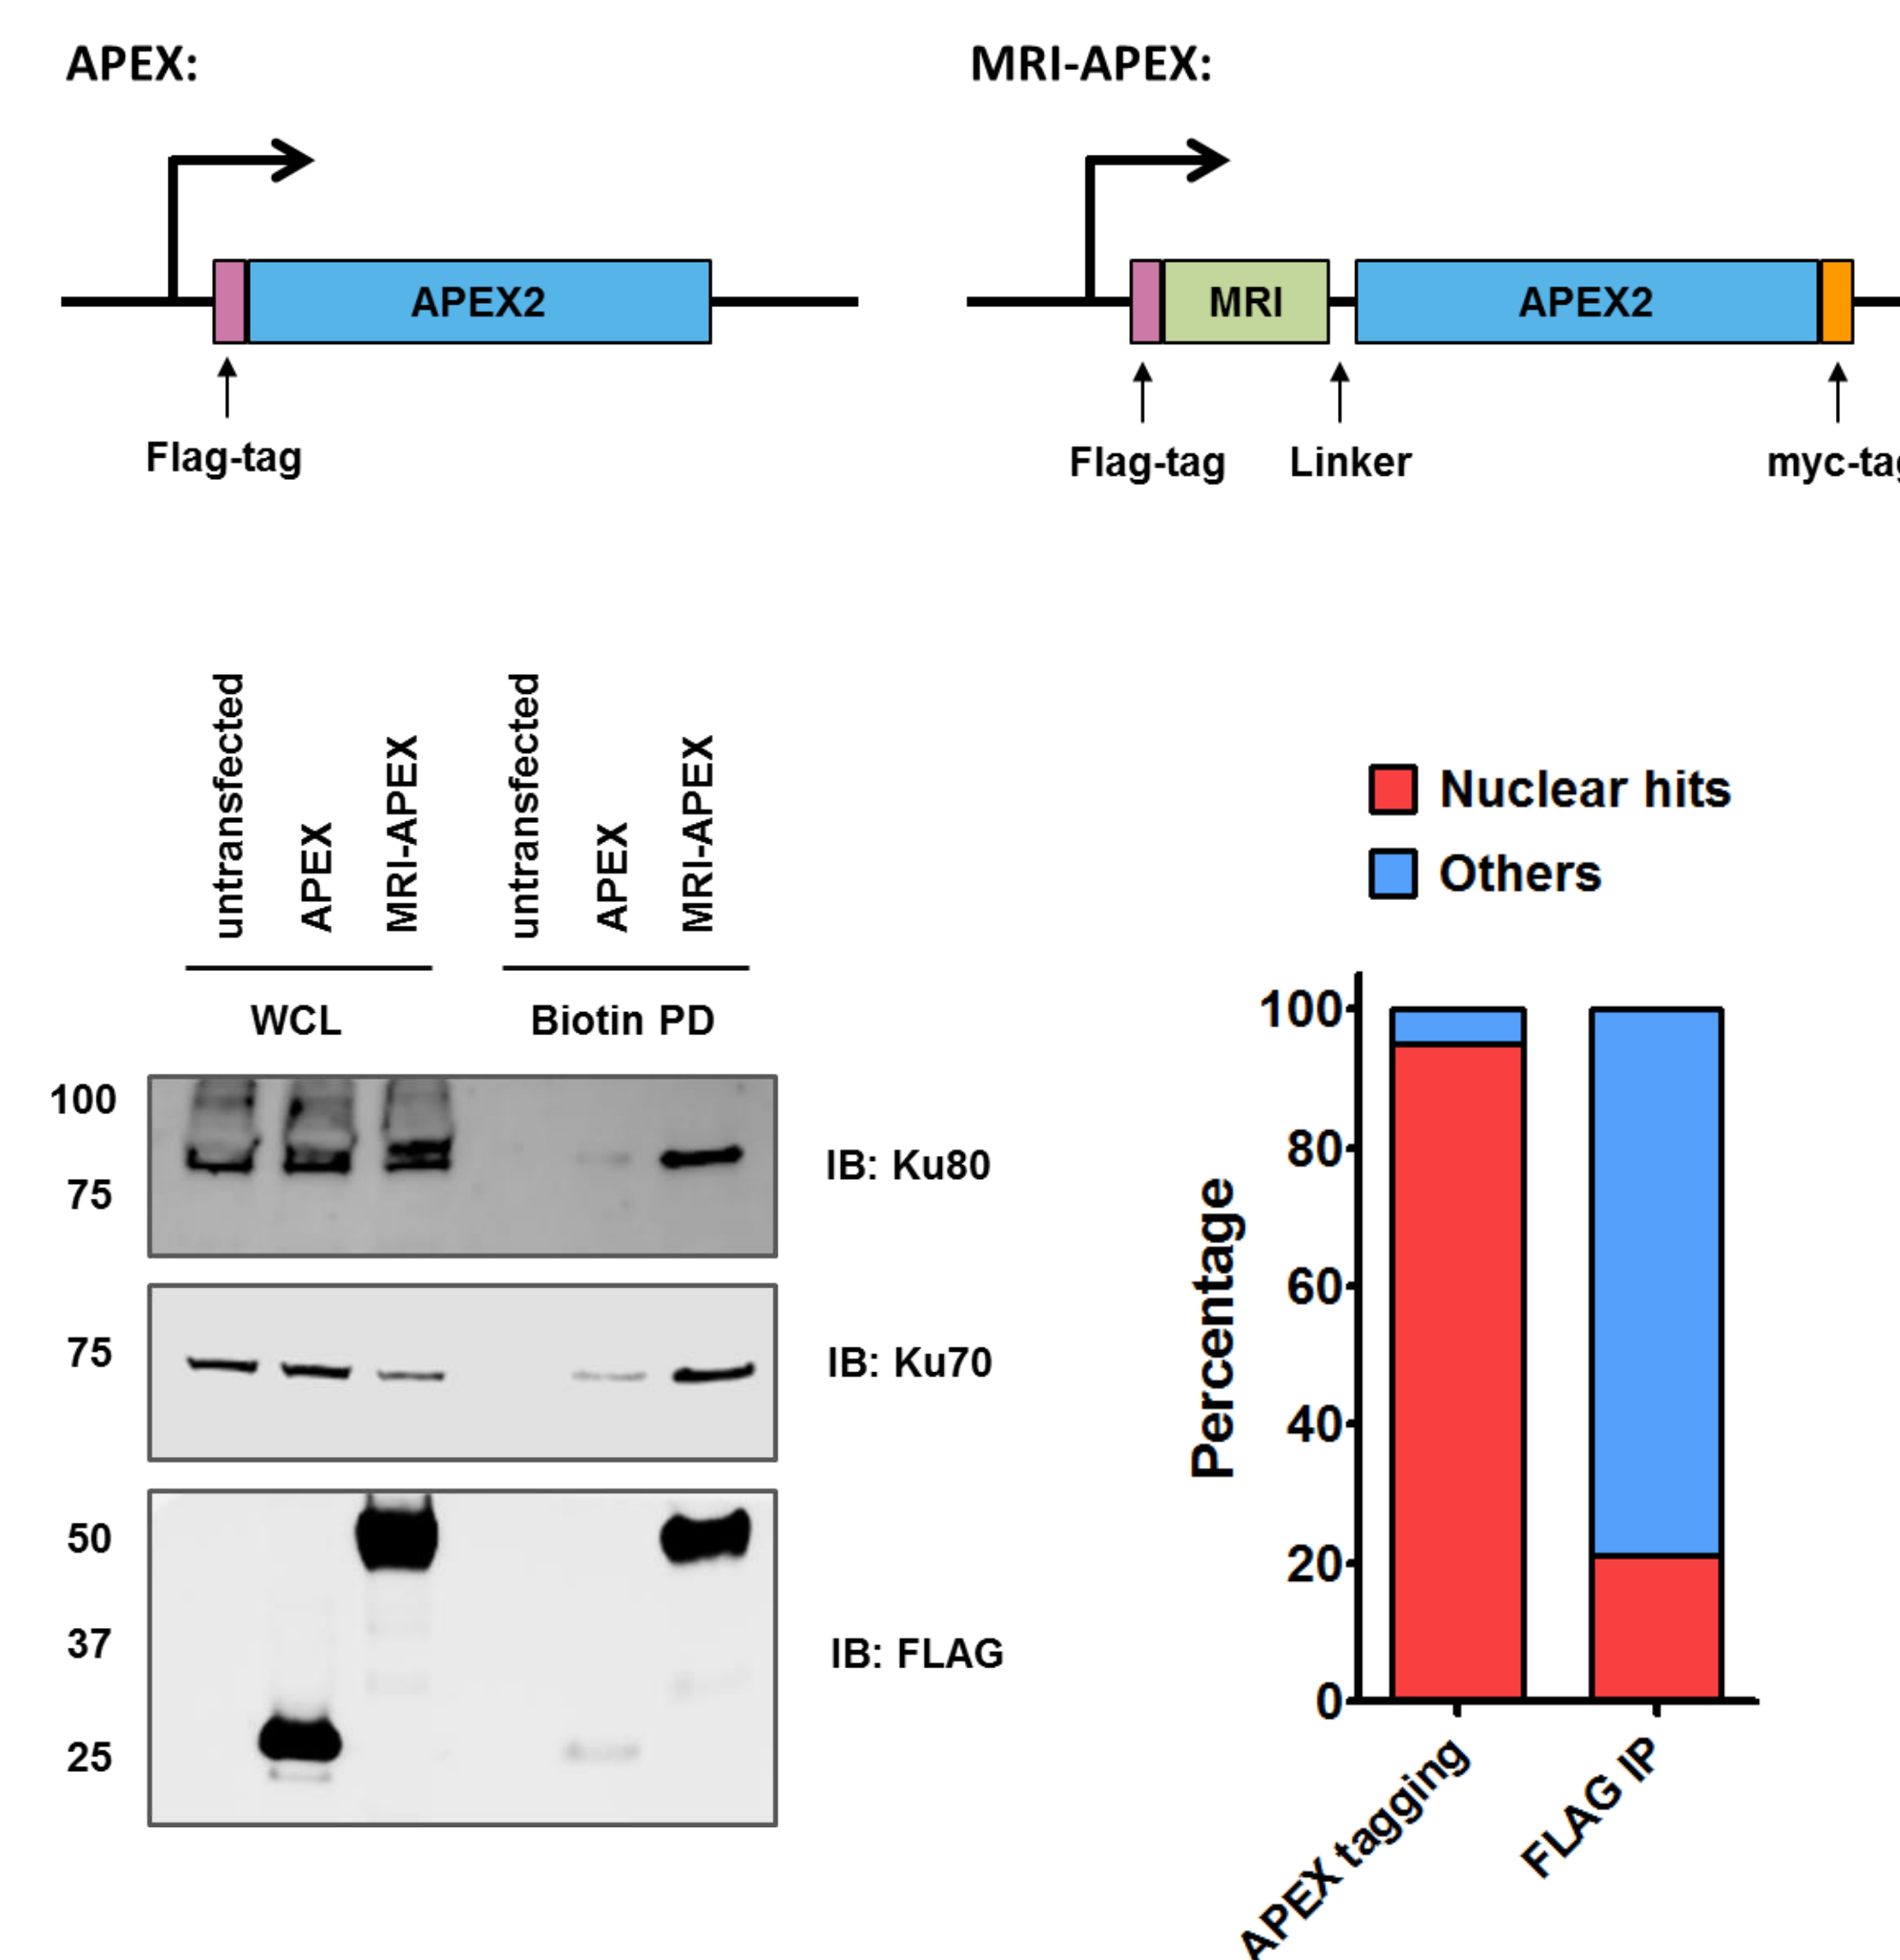 APEX:
MRI-APEX:
APEX2
MRI
APEX2
Flag-tag
Flag-tag
Linker
myc-tag
untransfected
APEX
MRI-APEX
untransfected
APEX
MRI-APEX
WCL
Biotin PD
100
75
IB: Ku80
75
IB: Ku70
50
37
25
IB: FLAG
Nuclear hits
Others
Percentage
100
80
60
40
20
0
APEX tagging
FLAG IP